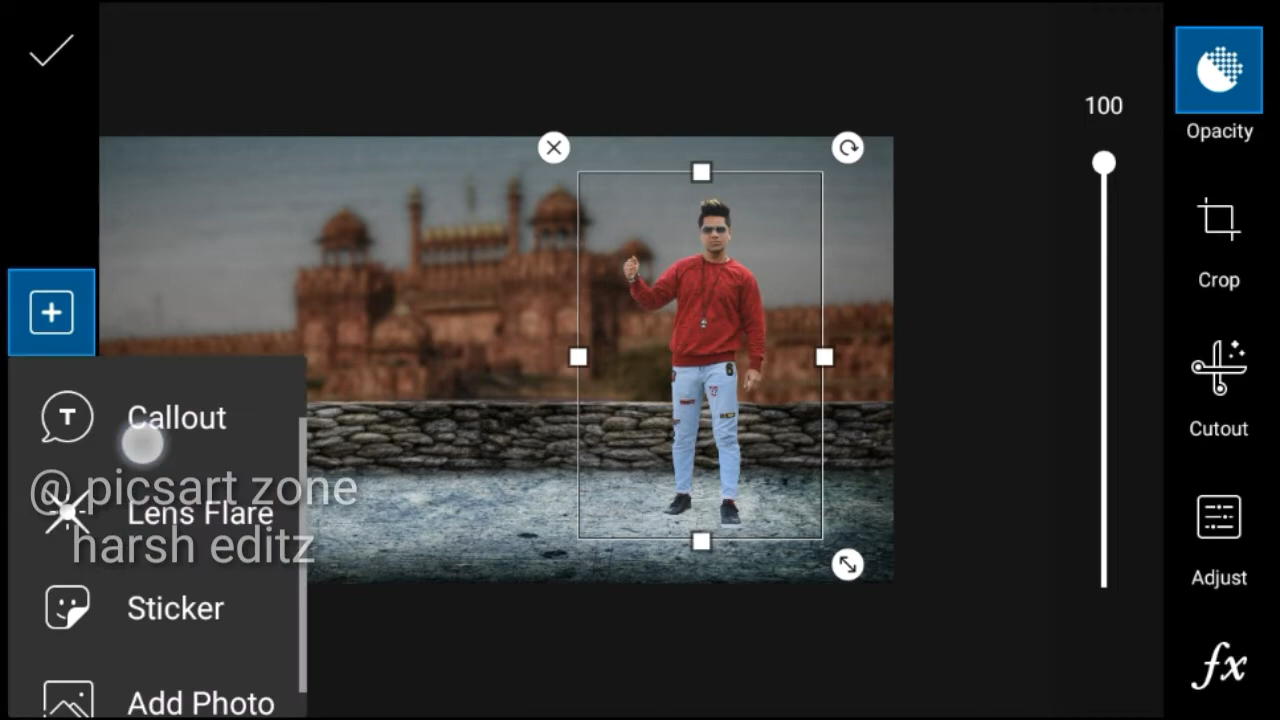 100
Opacity
Crop
Cutout
Adjust
fx
Callout
Lens Flare
Sticker
Add Photo
@ picsart zone
harsh editz